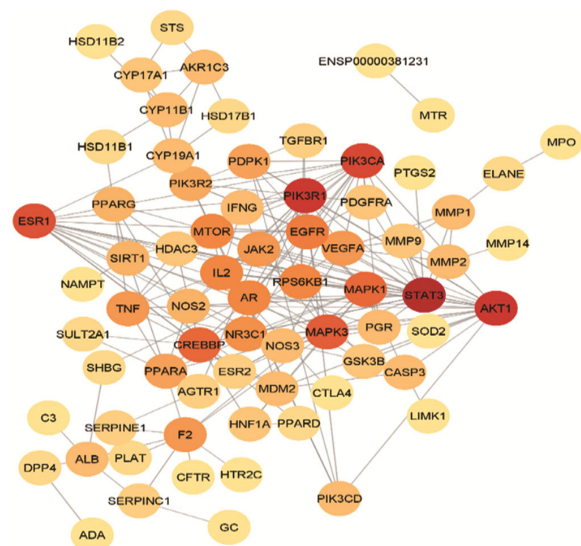 HSD11B2
STS
CYP17A1
AKR1C3
ENSP00000381231
CYP11B1
HSD17B1
MTR
HSD11B1
TGFBR1
MPO
CYP19A1
PDPK1
PIK3CA
ELANE
PIK3R2
PTGS2
PIK3R1
PPARG
IFNG
PDGFRA
MMP1
ESR1
MTOR
EGFR
HDAC3
JAK2
VEGFA
MMP9
MMP14
SIRT1
MMP2
IL2
NAMPT
RPS6KB1
MAPK1
STAT3
TNF
NOS2
AR
AKT1
SULT2A1
NR3C1
MAPK3
PGR
SOD2
CREBBP
NOS3
SHBG
PPARA
ESR2
GSK3B
CASP3
AGTR1
MDM2
CTLA4
C3
SERPINE1
F2
HNF1A
PPARD
LIMK1
ALB
PLAT
DPP4
CFTR
HTR2C
SERPINC1
PIK3CD
ADA
GC